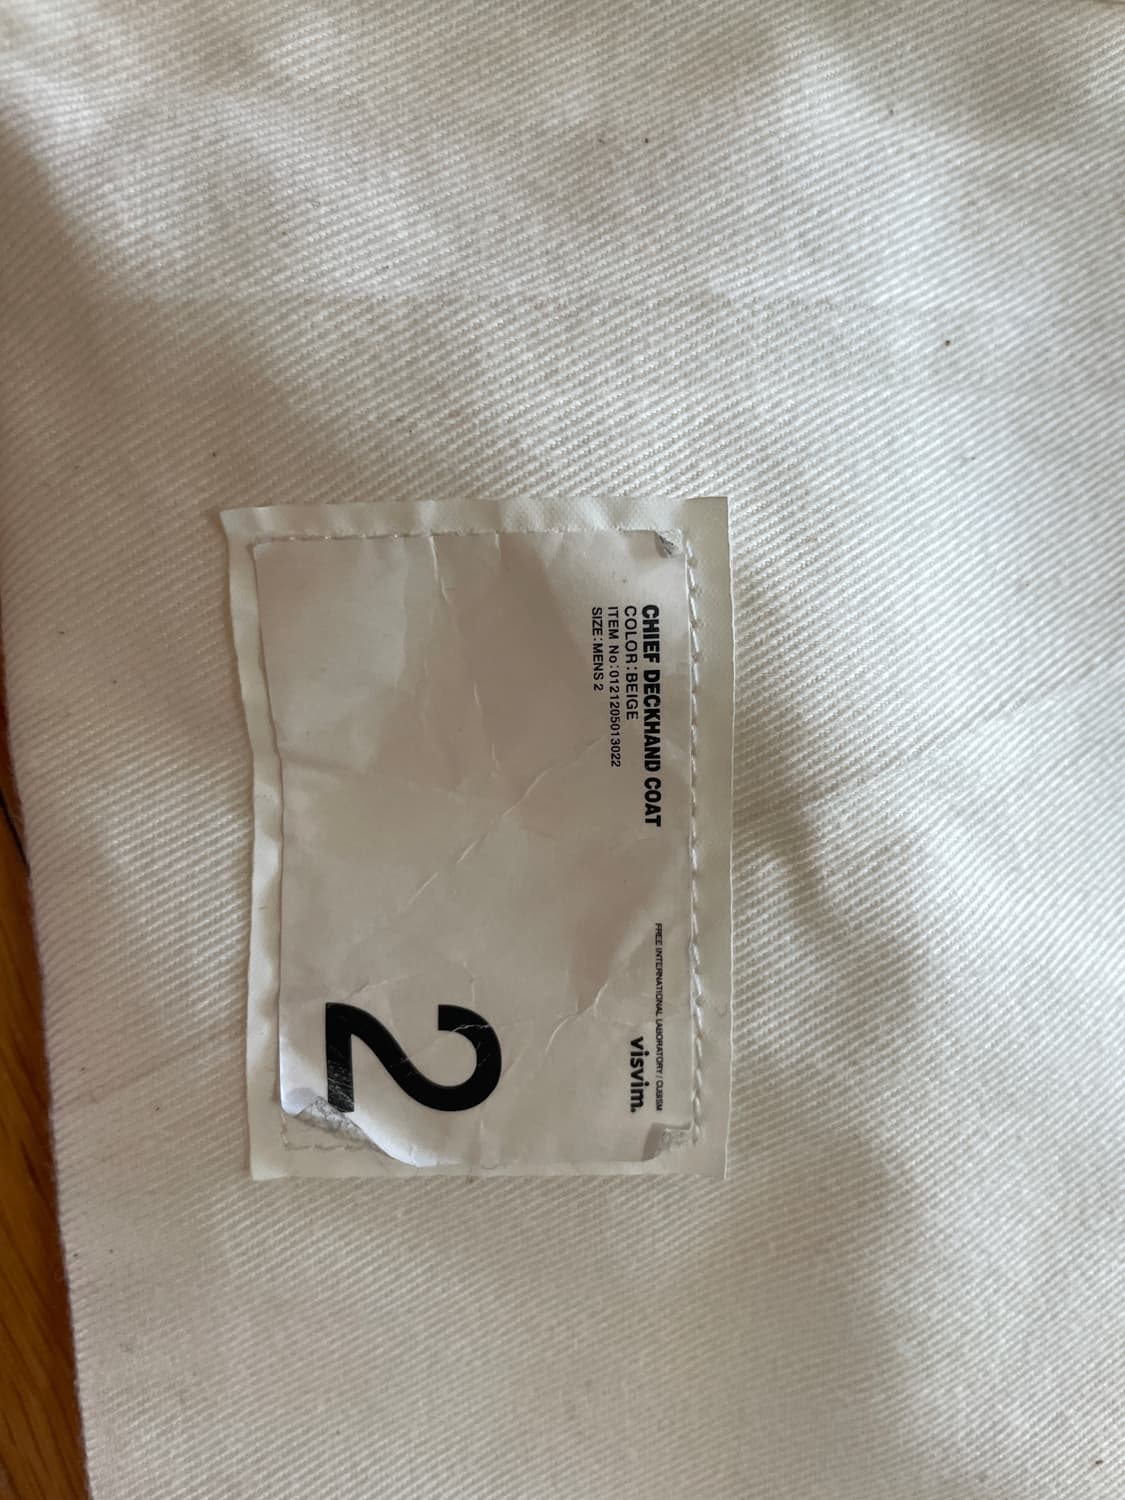 CHIEF DECKHAND COAT
COLOR:BEIGE
ITEM No:0121205013022
SIZE:MENS 2
FREE INTERNATIONAL LABORATORY / CUBISM
visvim.
2